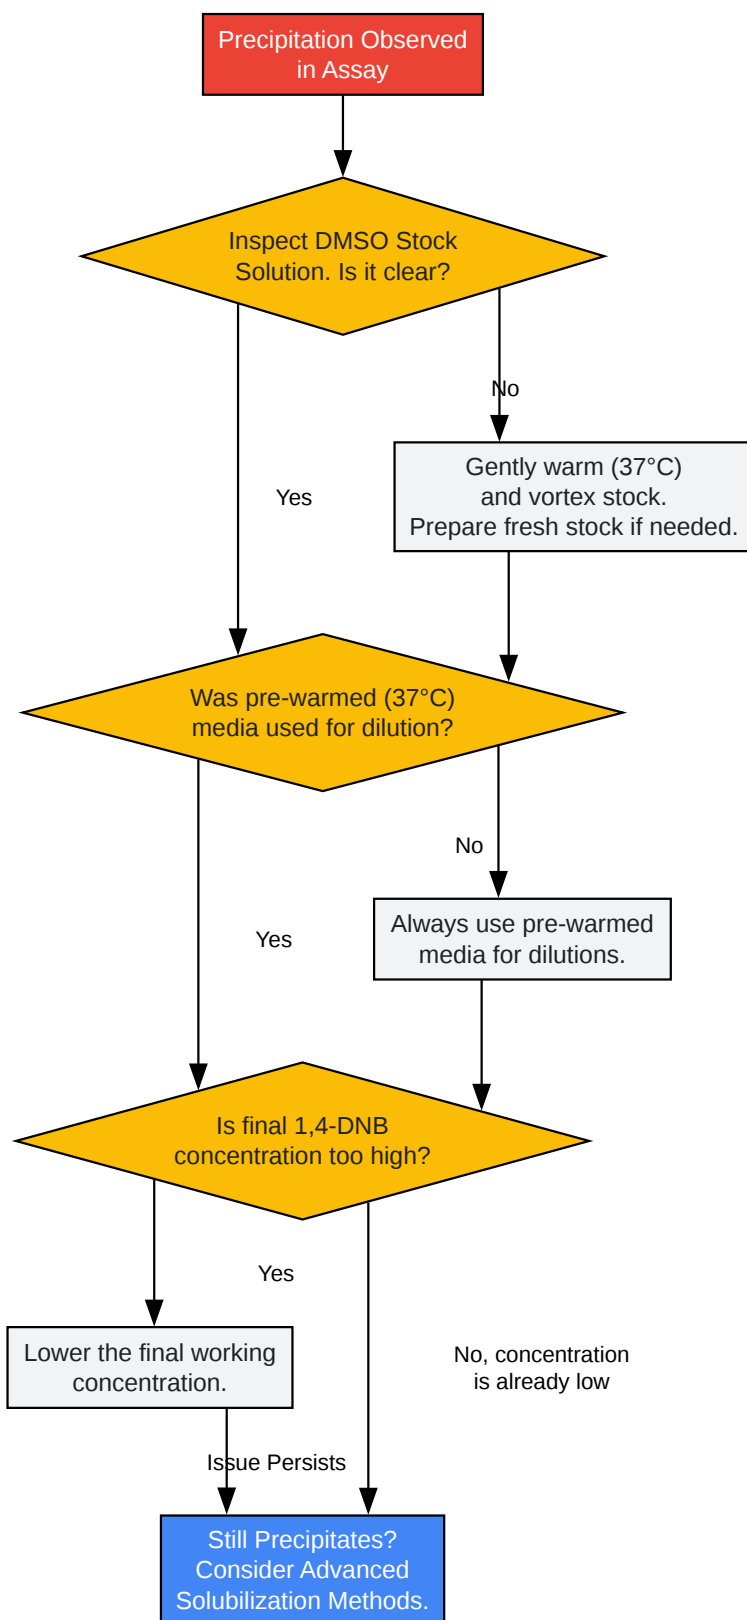 Precipitation Observed
in Assay
Inspect DMSO Stock
Solution. Is it clear?
No
Gently warm (37°C)
and vortex stock.
Prepare fresh stock if needed.
Yes
Was pre-warmed (37°C)
media used for dilution?
No
Always use pre-warmed
media for dilutions.
Yes
Is final 1,4-DNB
concentration too high?
Yes
Lower the final working
concentration.
No, concentration
is already low
Issue Persists
Still Precipitates?
Consider Advanced
Solubilization Methods.